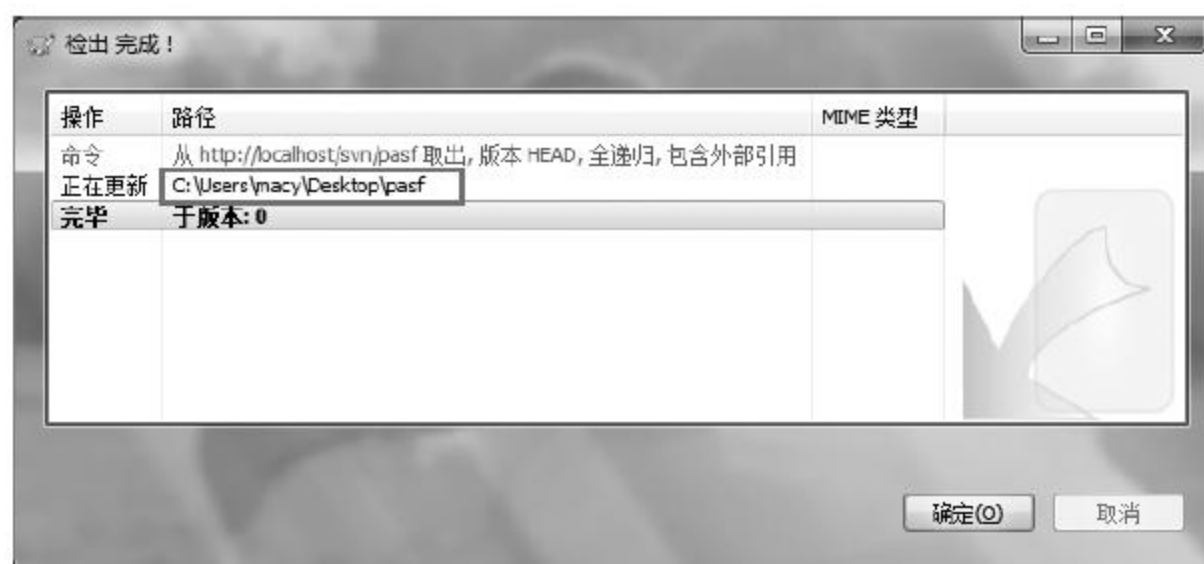 检出 完成！
操作 路径 MIME 类型
命令 从 http://localhost/svn/pasf 取出, 版本 HEAD, 全递归, 包含外部引用
正在更新 C:\Users\macy\Desktop\pasf
完毕 于版本: 0
确定(O) 取消